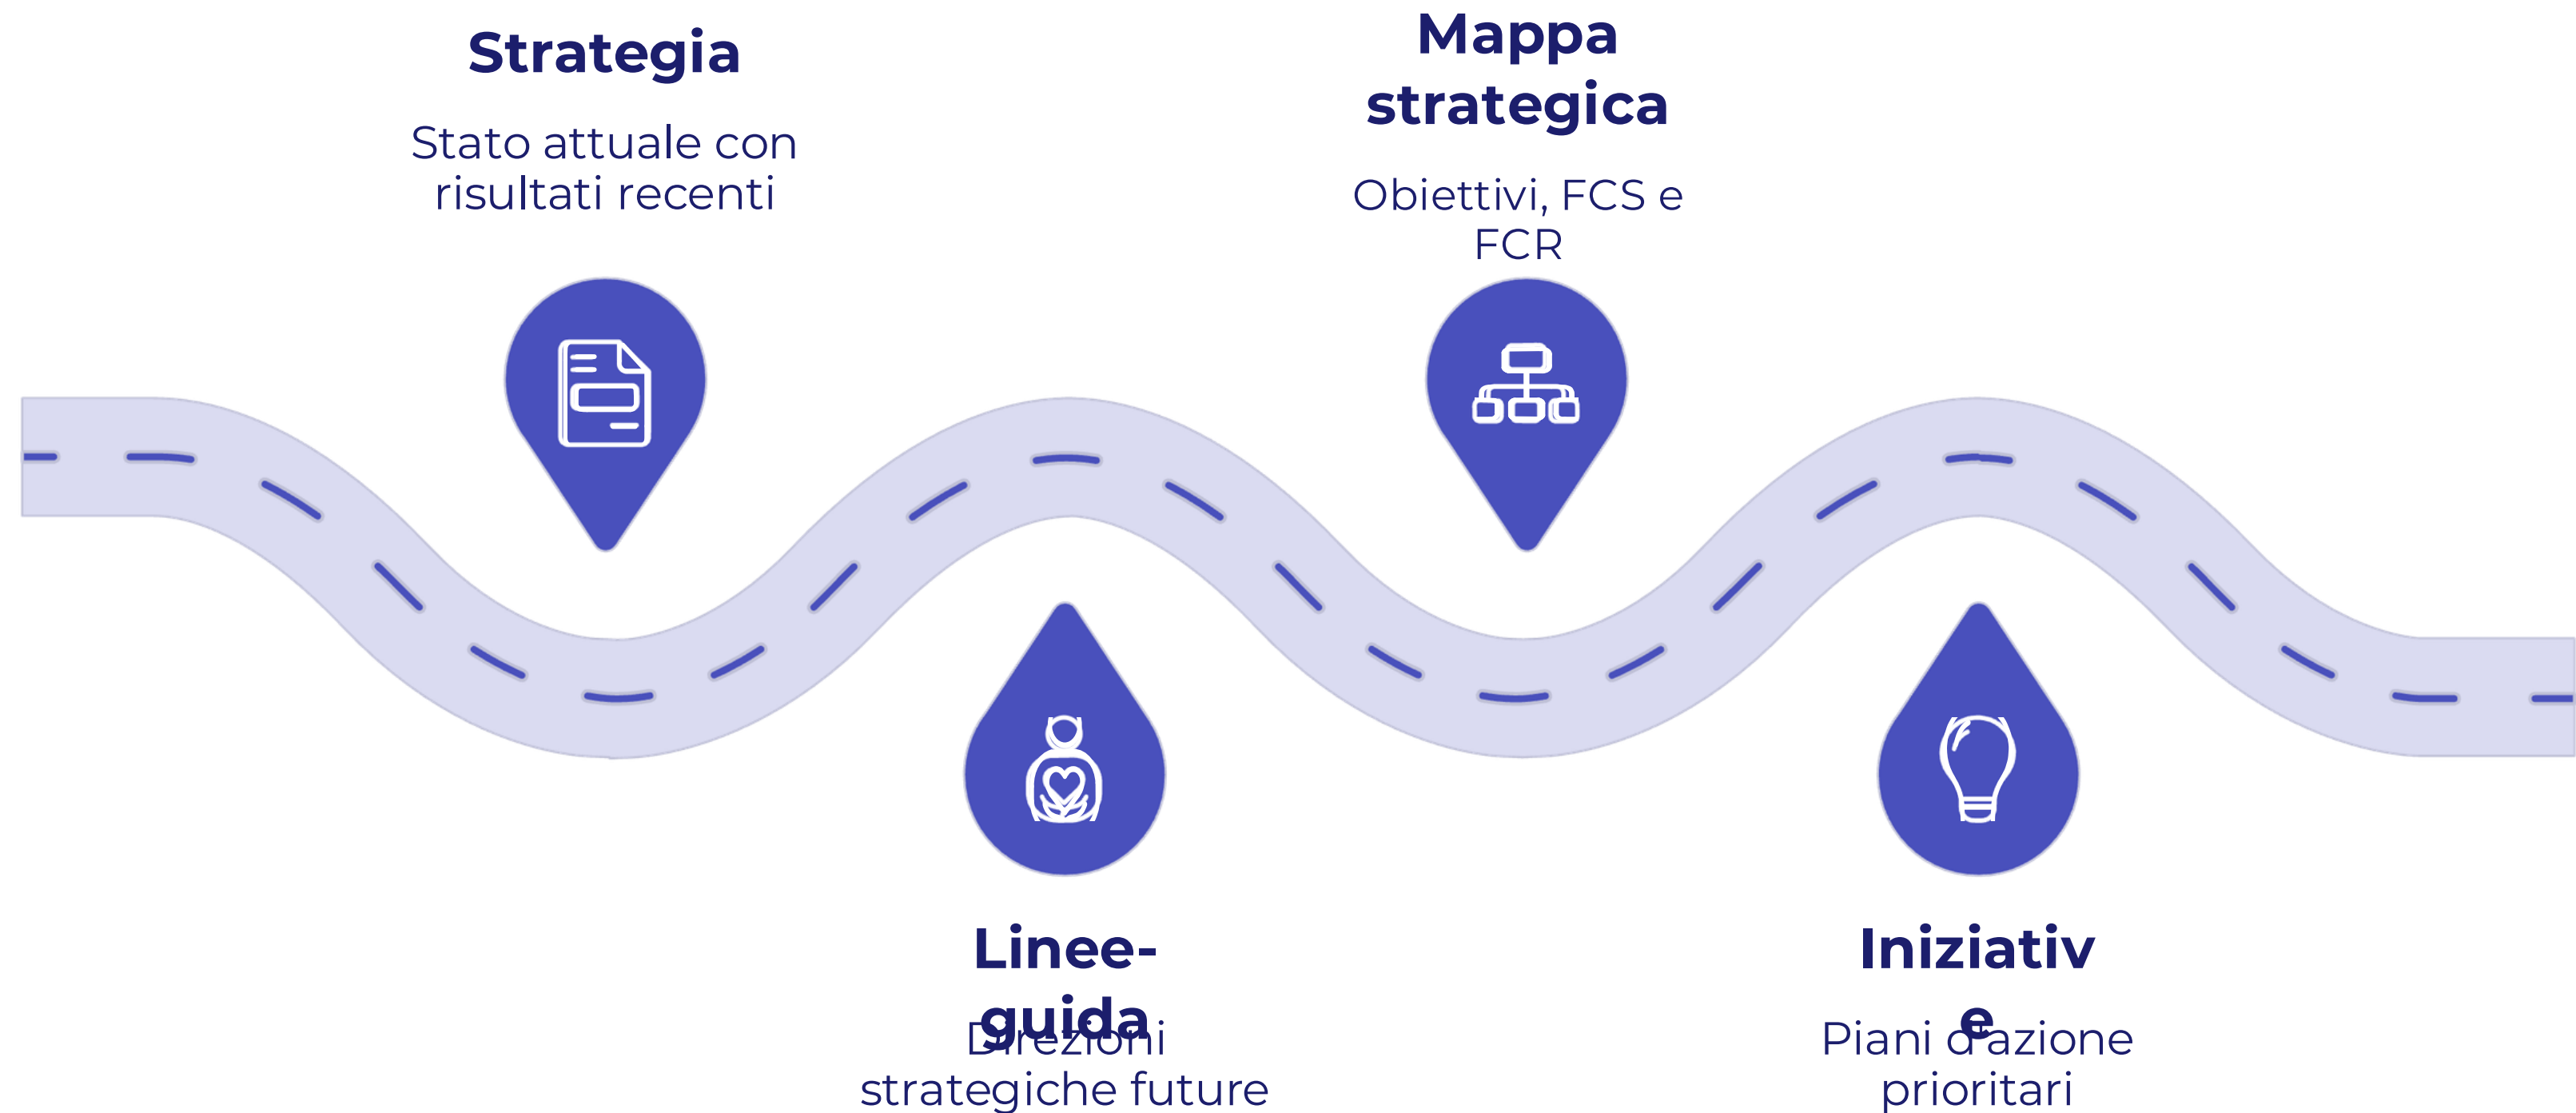 Strategia
Stato attuale con
risultati recenti
Linee-
guida
Direzioni
strategiche future
Mappa
strategica
Obiettivi, FCS e
FCR
Iniziativ
e
Piani d'azione
prioritari